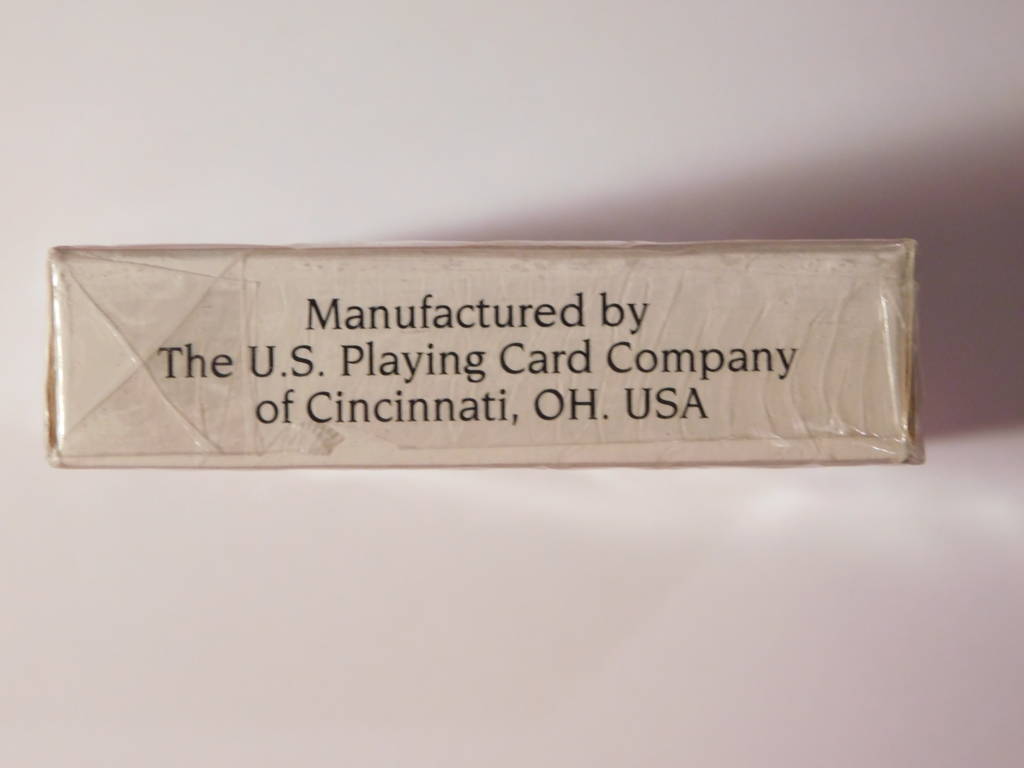 Manufactured by
The U.S. Playing Card Company
of Cincinnati, OH. USA